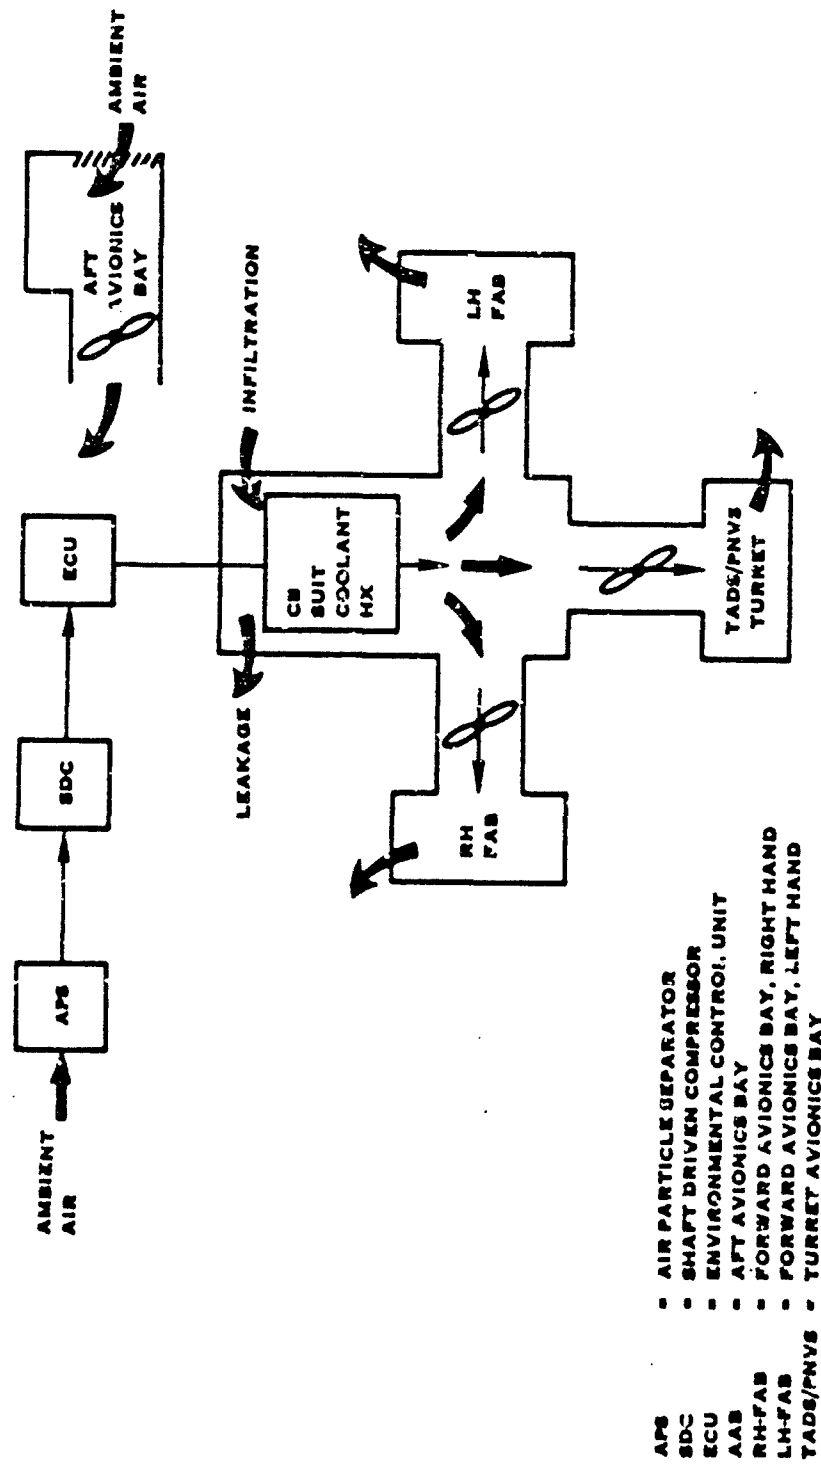 AMBIENT
AIR
APS
SDC
ECU
AFT
AVIONICS
BAY
AMBIENT
AIR
LEAKAGE
INFILTRATION
CB
SUIT
COOLANT
HX
RH
FAB
LH
FAB
TADS/PNVS
TURRET
APS = AIR PARTICLE SEPARATOR
SDC = SHAFT DRIVEN COMPRESSOR
ECU = ENVIRONMENTAL CONTROL UNIT
AAB = AFT AVIONICS BAY
RH-FAB = FORWARD AVIONICS BAY, RIGHT HAND
LH-FAB = FORWARD AVIONICS BAY, LEFT HAND
TADS/PNVS = TURRET AVIONICS BAY